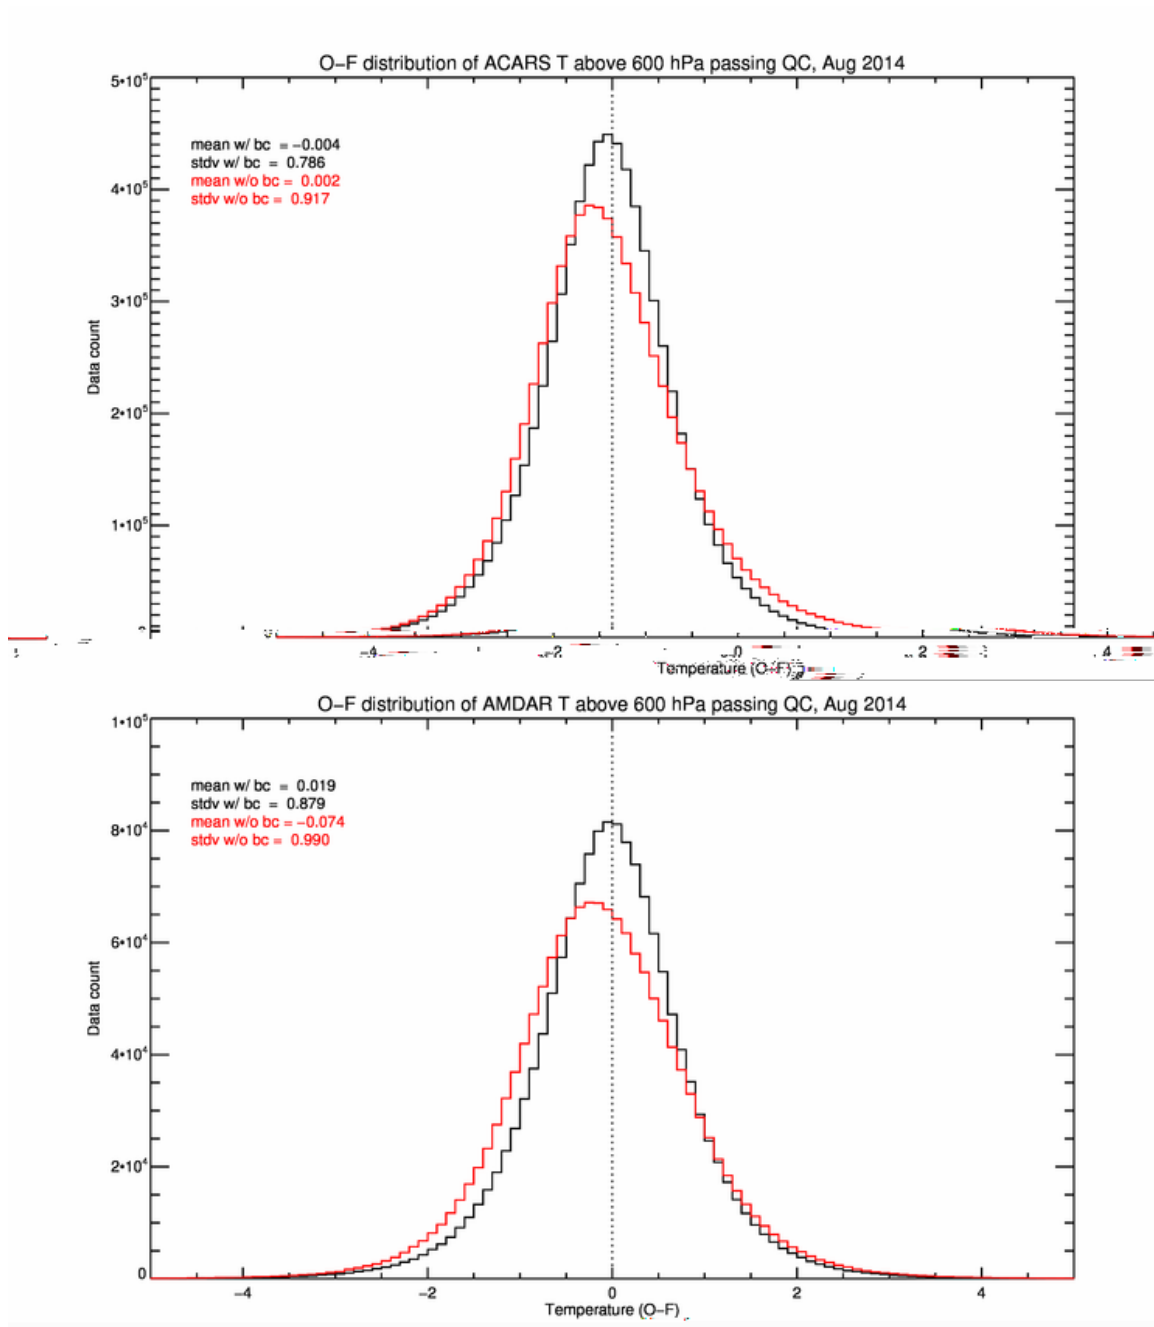 O−F distribution of ACARS T above 600 hPa passing QC, Aug 2014
5•10⁵
mean w/ bc = −0.004
stdv w/ bc = 0.786
mean w/o bc = 0.002
stdv w/o bc = 0.917
4•10⁵
3•10⁵
Data count
2•10⁵
1•10⁵
−4 −2 0 2 4
Temperature (O−F)
O−F distribution of AMDAR T above 600 hPa passing QC, Aug 2014
1•10⁵
mean w/ bc = 0.019
stdv w/ bc = 0.879
mean w/o bc = −0.074
stdv w/o bc = 0.990
8•10⁴
6•10⁴
Data count
4•10⁴
2•10⁴
0
−4 −2 0 2 4
Temperature (O−F)